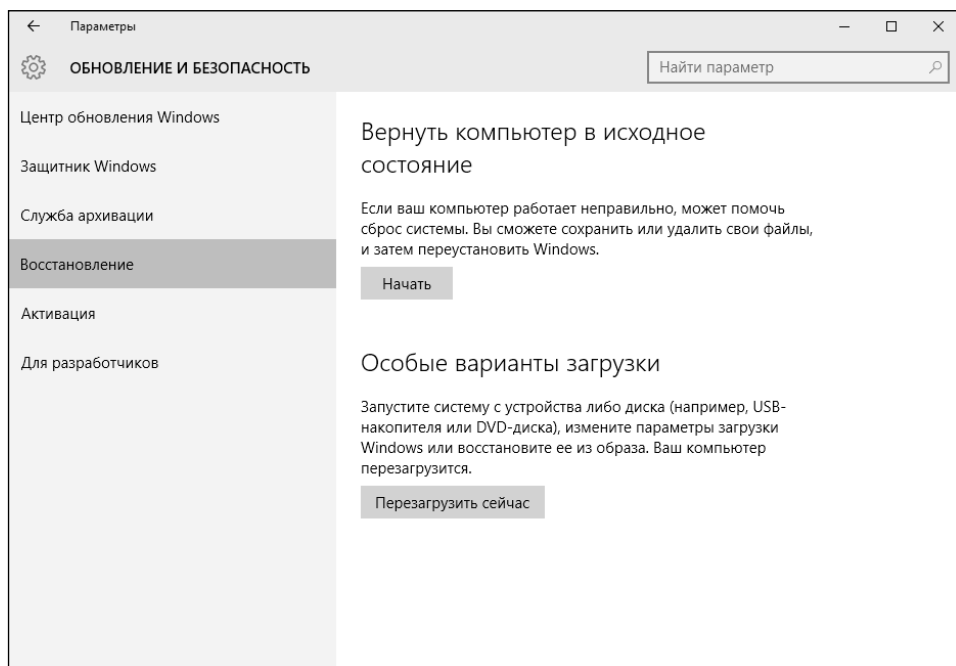 Параметры
ОБНОВЛЕНИЕ И БЕЗОПАСНОСТЬ
Найти параметр
Центр обновления Windows
Защитник Windows
Служба архивации
Восстановление
Активация
Для разработчиков
Вернуть компьютер в исходное
состояние
Если ваш компьютер работает неправильно, может помочь
сброс системы. Вы сможете сохранить или удалить свои файлы,
и затем переустановить Windows.
Начать
Особые варианты загрузки
Запустите систему с устройства либо диска (например, USB-
накопителя или DVD-диска), измените параметры загрузки
Windows или восстановите ее из образа. Ваш компьютер
перезагрузится.
Перезагрузить сейчас